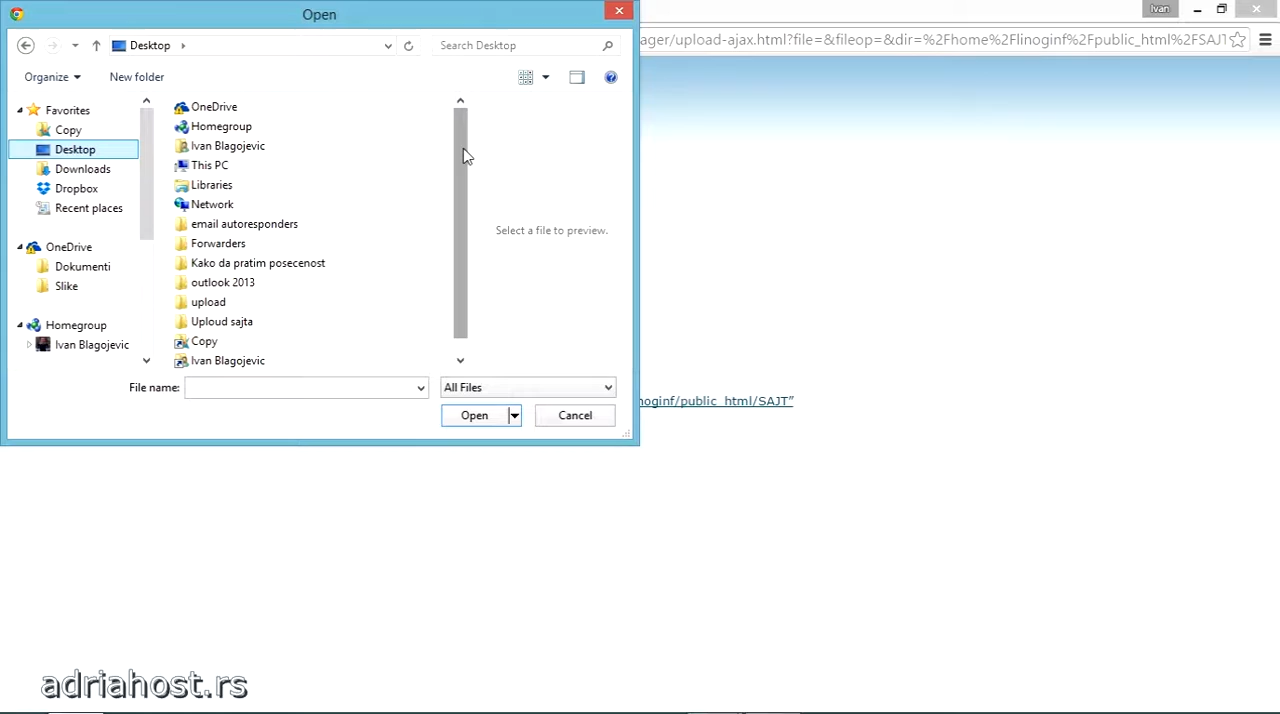 Open
Ivan
Desktop
Search Desktop
ager/upload-ajax.html?file=&fileop=&dir=%2Fhome%2Flinoginf%2Fpublic_html%2FSAJT
Organize
New folder
Favorites
Copy
Desktop
Downloads
Dropbox
Recent places
OneDrive
Dokumenti
Slike
Homegroup
Ivan Blagojevic
OneDrive
Homegroup
Ivan Blagojevic
This PC
Libraries
Network
email autoresponders
Forwarders
Kako da pratim posecenost
outlook 2013
upload
Uploud sajta
Copy
Ivan Blagojevic
Select a file to preview.
File name:
All Files
Open
Cancel
noginf/public_html/SAJT”
adriahost.rs